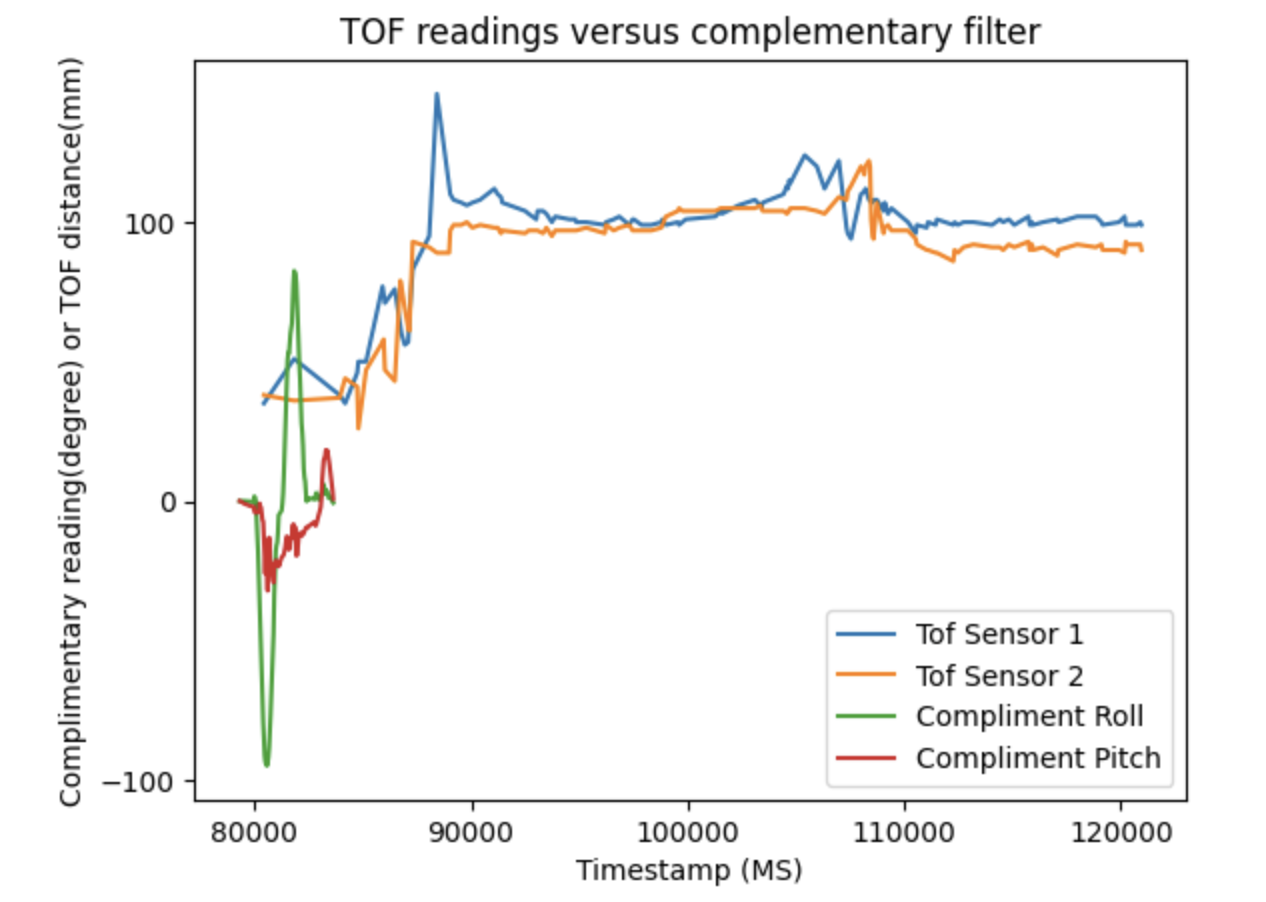 TOF readings versus complementary filter
Complimentary reading(degree) or TOF distance(mm)
100
0
−100
80000 90000 100000 110000 120000
Timestamp (MS)
Tof Sensor 1
Tof Sensor 2
Compliment Roll
Compliment Pitch